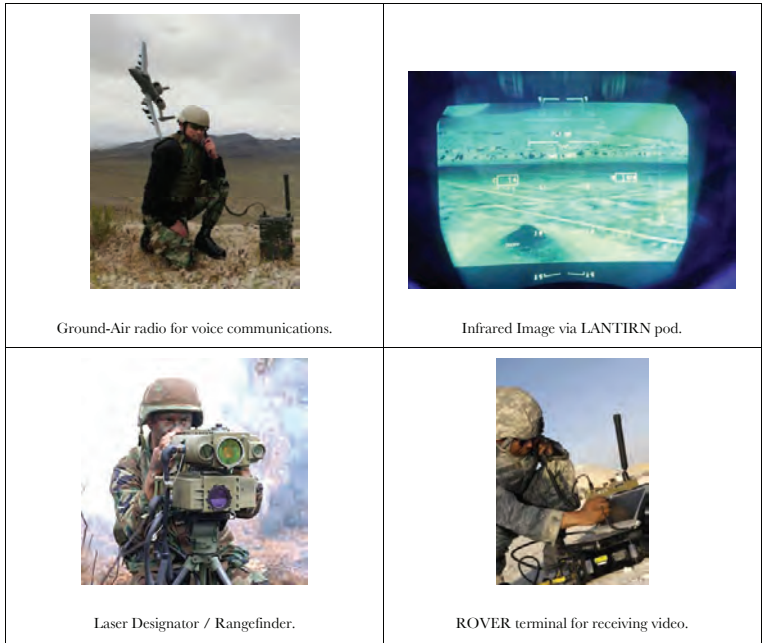 Ground-Air radio for voice communications.
Infrared Image via LANTIRN pod.
Laser Designator / Rangefinder.
ROVER terminal for receiving video.